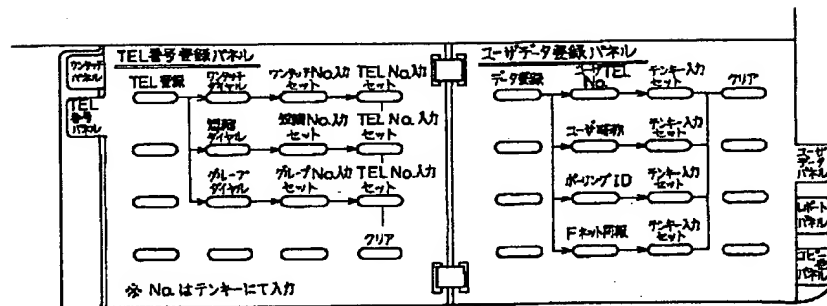 TEL番号登録パネル
ワンタッチ
パネル
TEL
番号
パネル
TEL 登録
ワンタッチ
ダイヤル
ワンタッチNo.入力
セット
TEL No.入力
セット
短縮
ダイヤル
短縮No.入力
セット
TEL No.入力
セット
グループ
ダイヤル
グループNo.入力
セット
TEL No.入力
セット
クリア
※ No.はテンキーにて入力
ユーザデータ登録パネル
データ登録
ユーザTEL
No.
テンキー入力
セット
クリア
ユーザ略称
テンキー入力
セット
ポーリングID
テンキー入力
セット
Fネット同報
テンキー入力
セット
ユーザ
データ
パネル
レポート
パネル
コピー
パネル